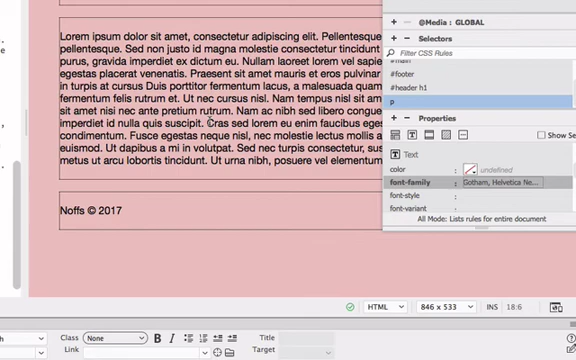 Lorem ipsum dolor sit amet, consectetur adipiscing elit. Pellentesque
pellentesque. Sed non justo id magna molestie consectetur tristique
purus, gravida imperdiet ex dictum eu. Nullam laoreet lorem vel sapien
egestas placerat venenatis. Praesent sit amet mauris et eros pulvinar
in turpis at cursus Duis porttitor fermentum lacus, a malesuada quam
fermentum felis rutrum et. Ut nec cursus nisl. Nam tempus nisl sit am
sit amet nisi nec ante pretium rutrum. Nam ac nibh sed libero congue
imperdiet id nulla quis suscipit. Cras sed lorem eu enim faucibus ege
condimentum. Fusce egestas neque nisl, nec molestie lectus mollis a
euismod. Ut dapibus a mi in volutpat. Sed nec turpis consectetur, sus
metus ut arcu lobortis tincidunt. Ut urna nibh, posuere vel elementum
Noffs © 2017
@Media : GLOBAL
Selectors
Filter CSS Rules
#main
#footer
#header h1
p
Properties
Show Se
Text
color : undefined
font-family : Gotham, Helvetica Ne...
font-style :
font-variant :
All Mode: Lists rules for entire document
HTML 846 x 533 INS 18:6
h Class None B I Title
Link Target